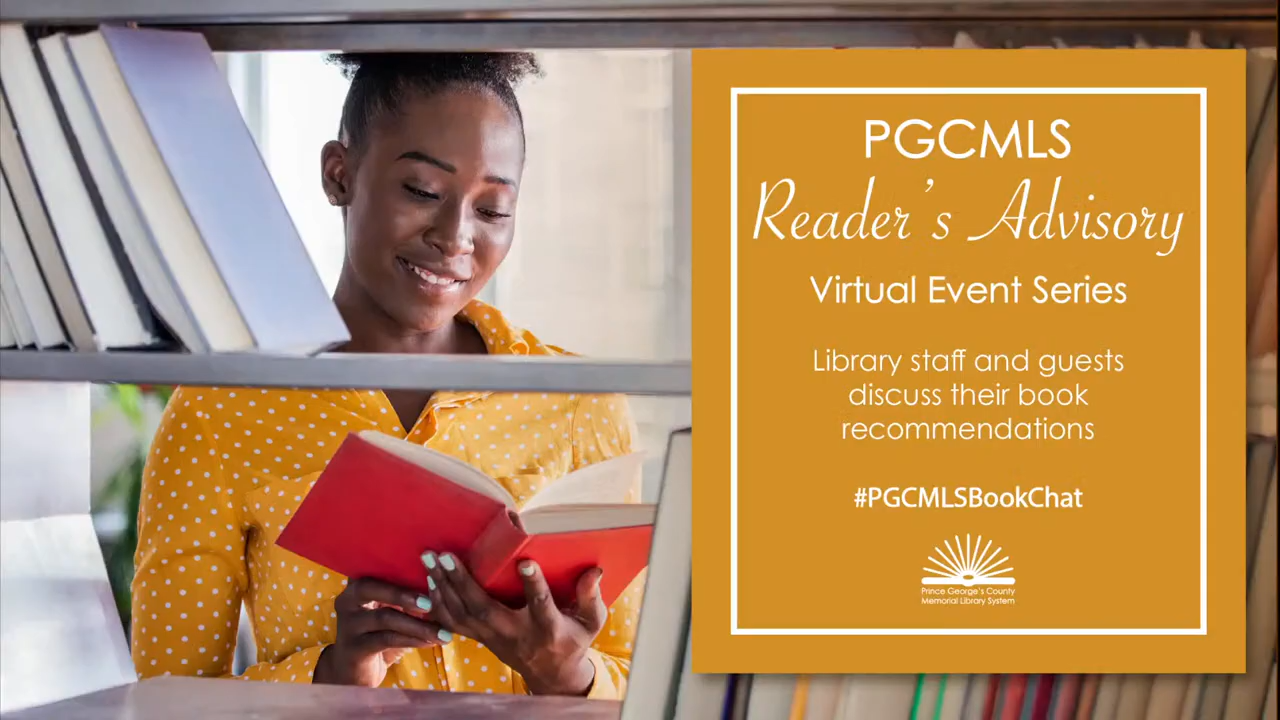 PGCMLS
Reader's Advisory
Virtual Event Series
Library staff and guests
discuss their book
recommendations
#PGCMLSBookChat
Prince George's County
Memorial Library System